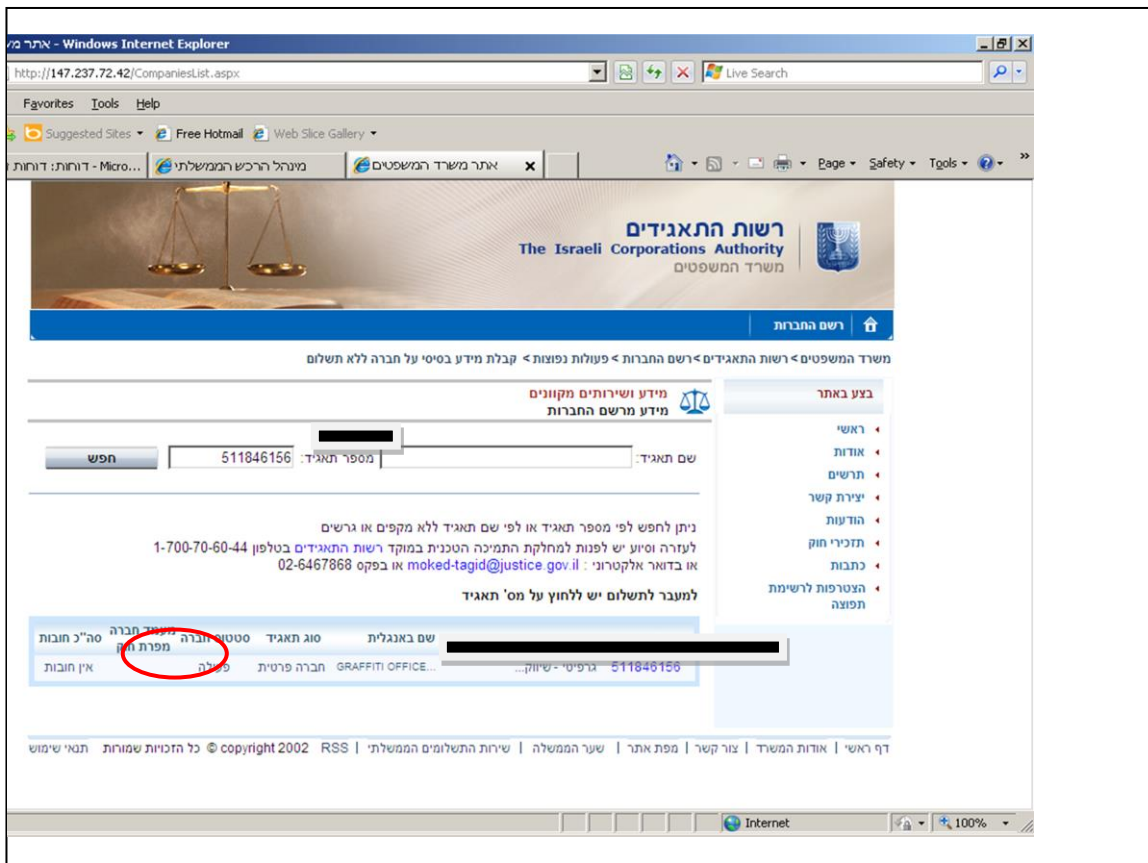 אתר מע - Windows Internet Explorer
http://147.237.72.42/CompaniesList.aspx Live Search
Favorites Tools Help
Suggested Sites Free Hotmail Web Slice Gallery
דוחות: דוחות - Micro... מינהל הרכש הממשלתי אתר משרד המשפטים Page Safety Tools
רשות התאגידים
The Israeli Corporations Authority
משרד המשפטים
רשם החברות
משרד המשפטים > רשות התאגידים > רשם החברות > פעולות נפוצות > קבלת מידע בסיסי על חברה ללא תשלום
בצע באתר
ראשי
אודות
תרשים
יצירת קשר
הודעות
תזכירי חוק
כתבות
הצטרפות לרשימת
תפוצה
מידע ושירותים מקוונים
מידע מרשם החברות
שם תאגיד: מספר תאגיד: 511846156 חפש
ניתן לחפש לפי מספר תאגיד או לפי שם תאגיד ללא מקפים או גרשים
לעזרה וסיוע יש לפנות למחלקת התמיכה הטכנית במוקד רשות התאגידים בטלפון 1-700-70-60-44
או בדואר אלקטרוני : moked-tagid@justice.gov.il או בפקס 02-6467868
למעבר לתשלום יש ללחוץ על מס' תאגיד
שם באנגלית סוג תאגיד סטטוס חברה מעמד חברה מפרת חוק סה"כ חובות
511846156 גרפיטי - שיווק... GRAFFITI OFFICE... חברה פרטית פעילה אין חובות
דף ראשי | אודות המשרד | צור קשר | מפת אתר | שער הממשלה | שירות התשלומים הממשלתי | RSS copyright 2002 © כל הזכויות שמורות תנאי שימוש
Internet 100%